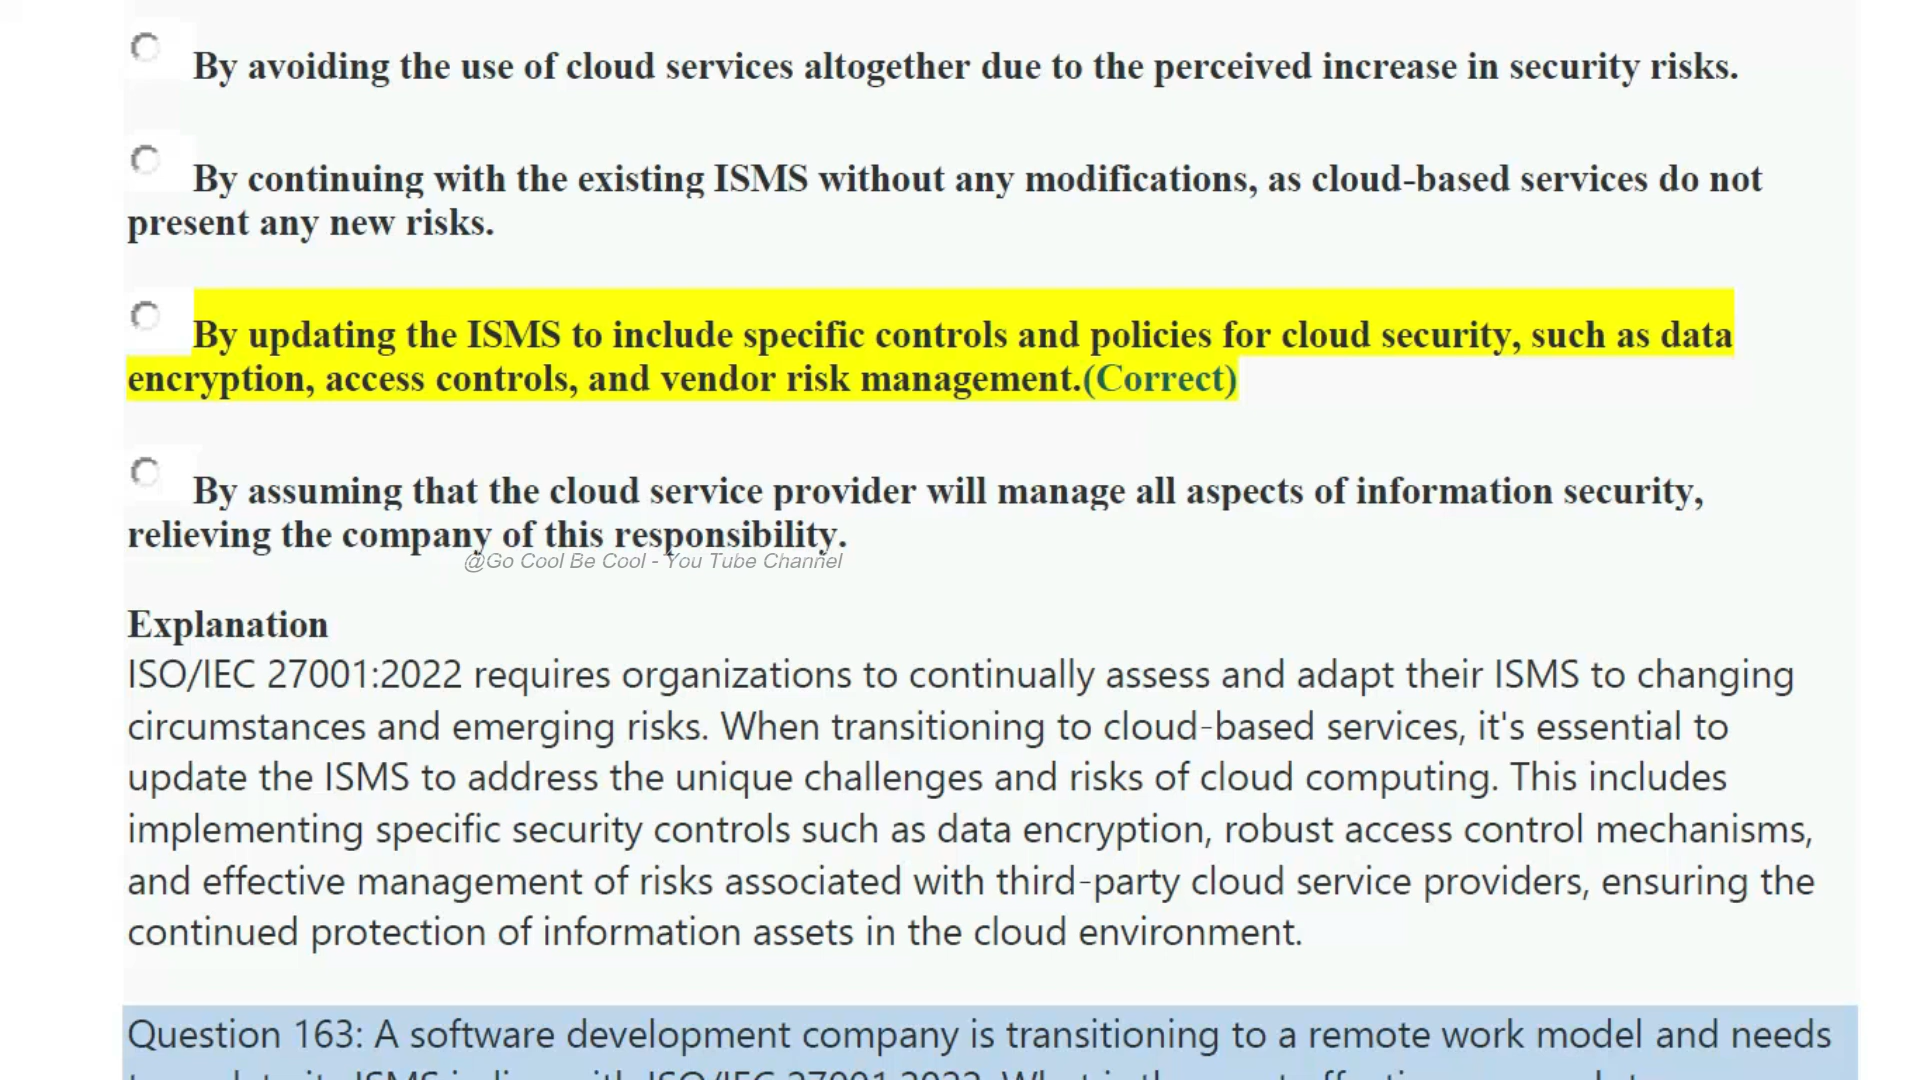 By avoiding the use of cloud services altogether due to the perceived increase in security risks.
By continuing with the existing ISMS without any modifications, as cloud-based services do not
present any new risks.
By updating the ISMS to include specific controls and policies for cloud security, such as data
encryption, access controls, and vendor risk management.(Correct)
By assuming that the cloud service provider will manage all aspects of information security,
relieving the company of this responsibility.
@Go Cool Be Cool - You Tube Channel
Explanation
ISO/IEC 27001:2022 requires organizations to continually assess and adapt their ISMS to changing
circumstances and emerging risks. When transitioning to cloud-based services, it's essential to
update the ISMS to address the unique challenges and risks of cloud computing. This includes
implementing specific security controls such as data encryption, robust access control mechanisms,
and effective management of risks associated with third-party cloud service providers, ensuring the
continued protection of information assets in the cloud environment.
Question 163: A software development company is transitioning to a remote work model and needs